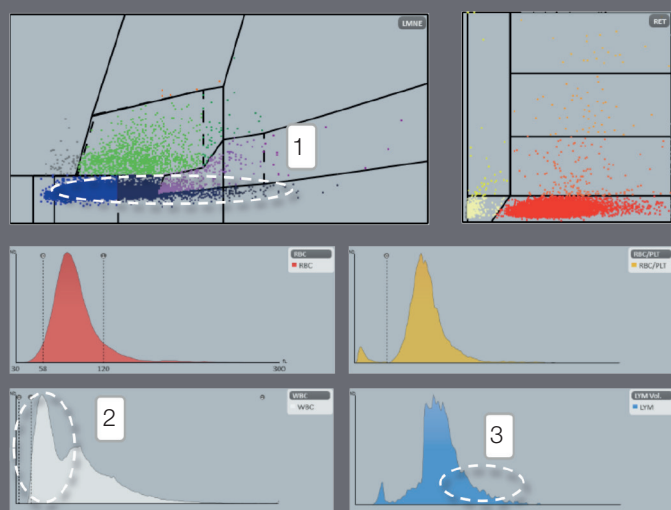 LMNE
RET
1
RBC
RBC
30 58 120 300
RBC/PLT
RBC/PLT
WBC
WBC
2
LYM Vol.
LYM
3